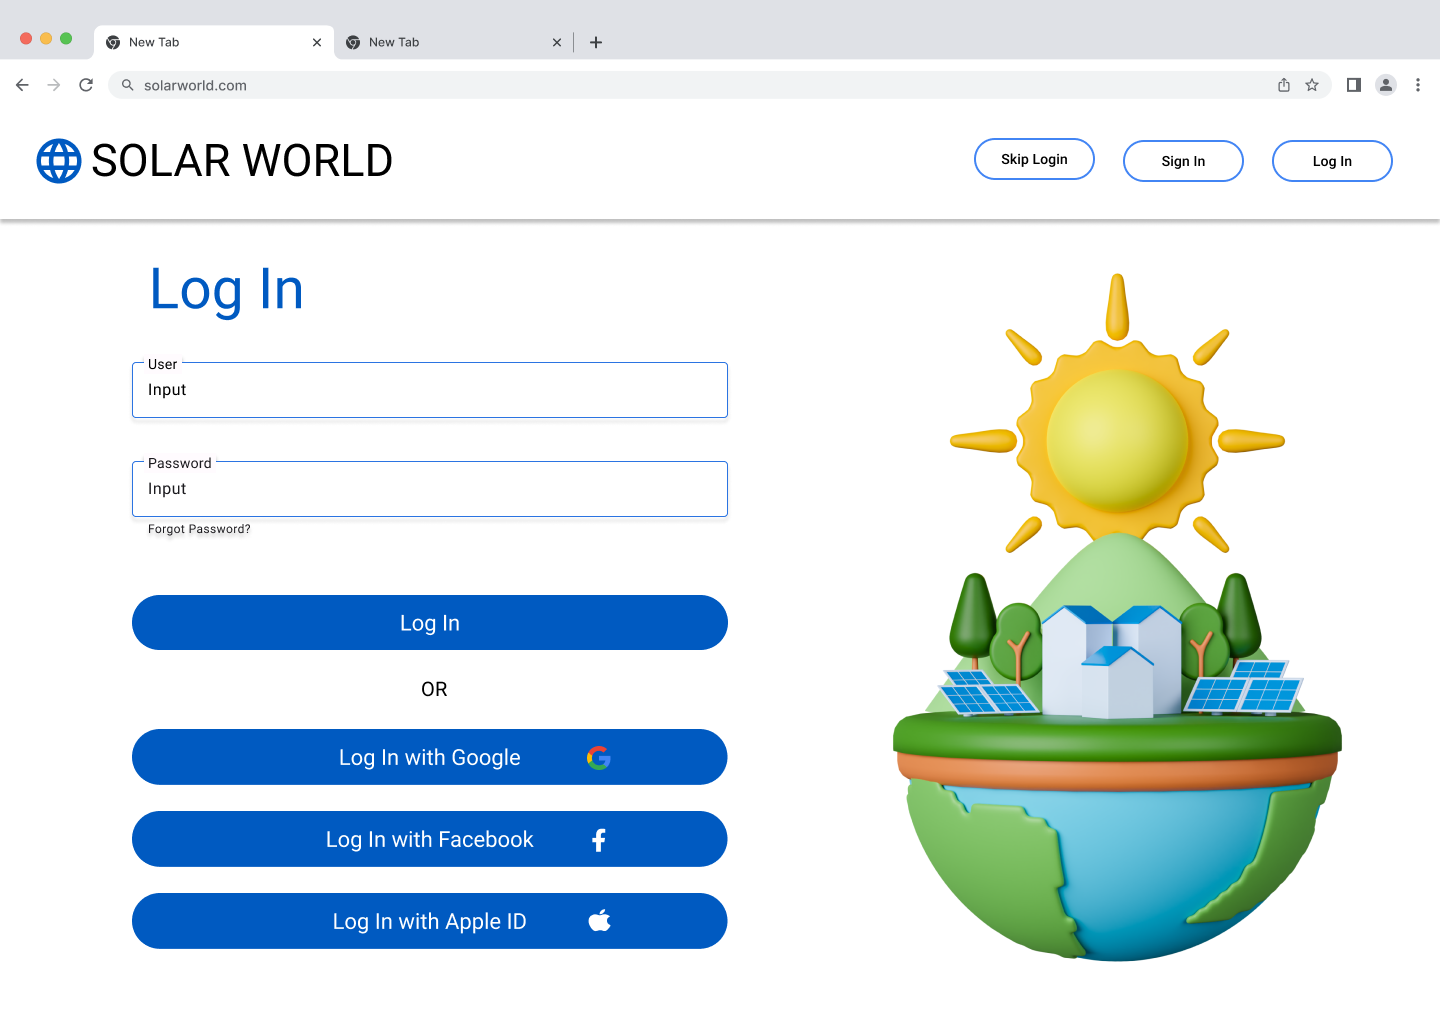 New Tab
New Tab
solarworld.com
SOLAR WORLD
Skip Login
Sign In
Log In
Log In
User
Input
Password
Input
Forgot Password?
Log In
OR
Log In with Google
Log In with Facebook
Log In with Apple ID